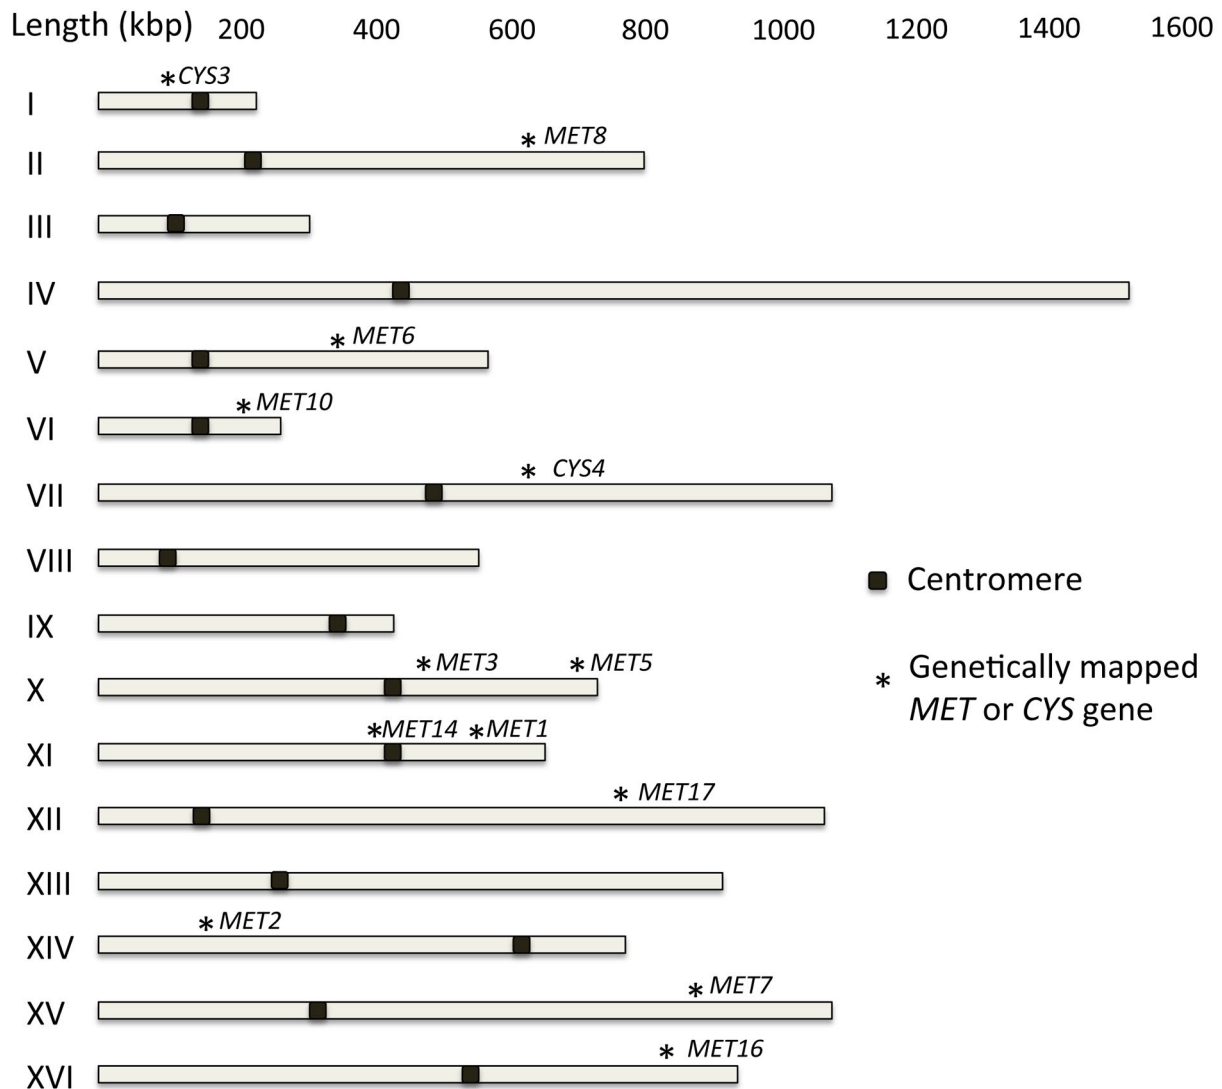 Length (kbp) 200 400 600 800 1000 1200 1400 1600
*CYS3
I
* MET8
II
III
IV
* MET6
V
* MET10
VI
* CYS4
VII
VIII
Centromere
IX
* MET3 * MET5
* Genetically mapped
MET or CYS gene
X
*MET14 *MET1
XI
* MET17
XII
XIII
* MET2
XIV
* MET7
XV
* MET16
XVI